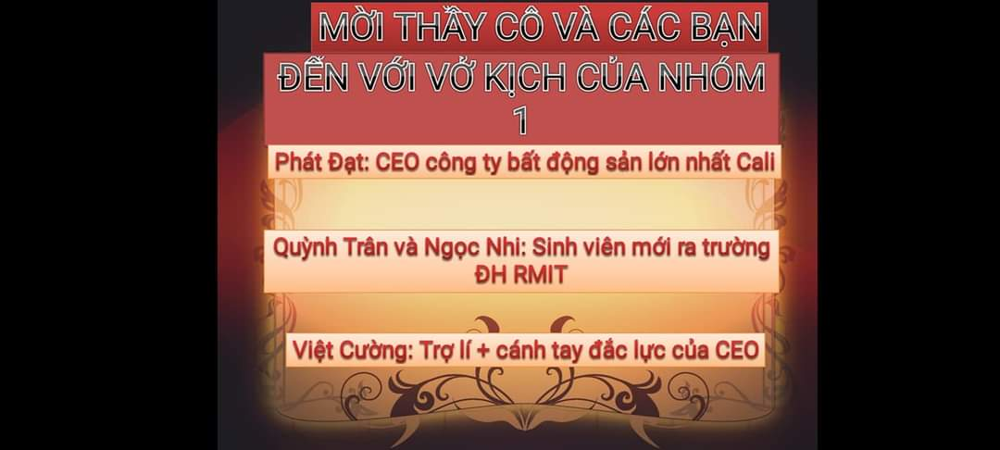 MỜI THẦY CÔ VÀ CÁC BẠN
ĐẾN VỚI VỞ KỊCH CỦA NHÓM
1
Phát Đạt: CEO công ty bất động sản lớn nhất Cali
Quỳnh Trân và Ngọc Nhi: Sinh viên mới ra trường
ĐH RMIT
Việt Cường: Trợ lí + cánh tay đắc lực của CEO